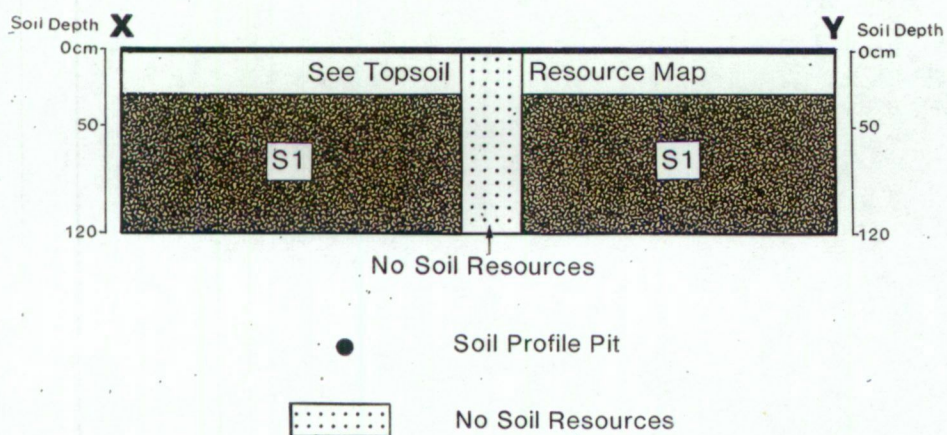 Soil Depth X
Y Soil Depth
0cm
0cm
See Topsoil
Resource Map
50
50
S1
S1
120
120
No Soil Resources
Soil Profile Pit
No Soil Resources